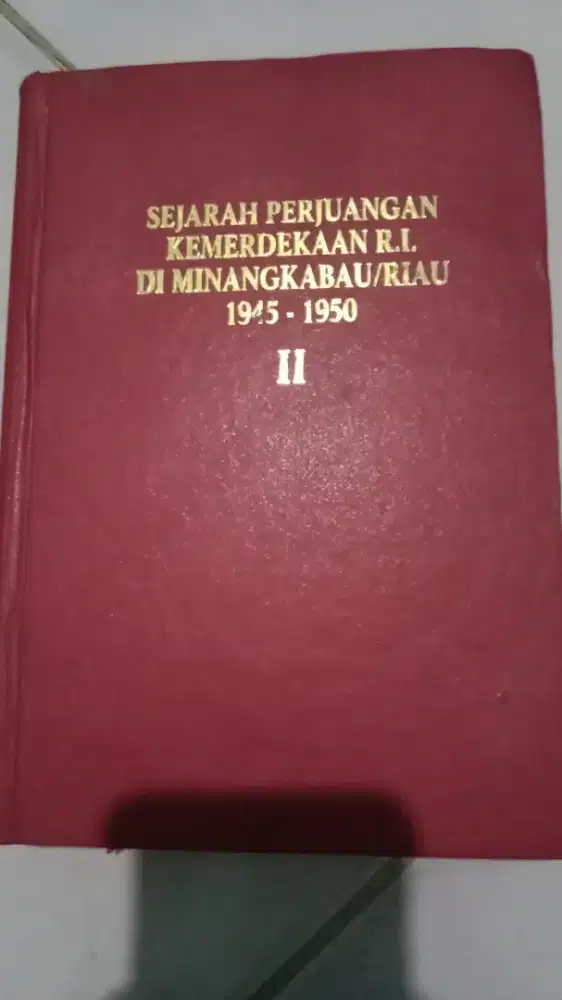 SEJARAH PERJUANGAN
KEMERDEKAAN R.I.
DI MINANGKABAU/RIAU
1945 - 1950
II